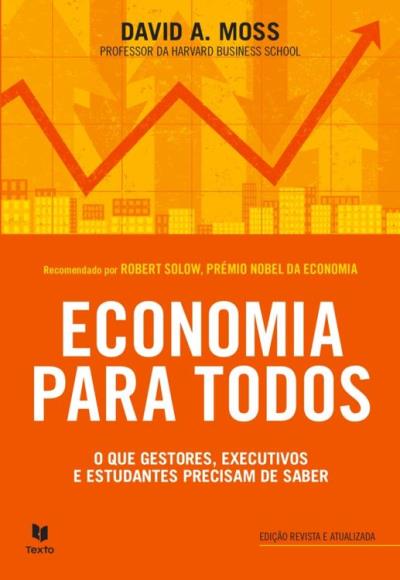 DAVID A. MOSS
PROFESSOR DA HARVARD BUSINESS SCHOOL
Recomendado por ROBERT SOLOW, PRÉMIO NOBEL DA ECONOMIA
ECONOMIA
PARA TODOS
O QUE GESTORES, EXECUTIVOS
E ESTUDANTES PRECISAM DE SABER
EDIÇÃO REVISTA E ATUALIZADA
Texto